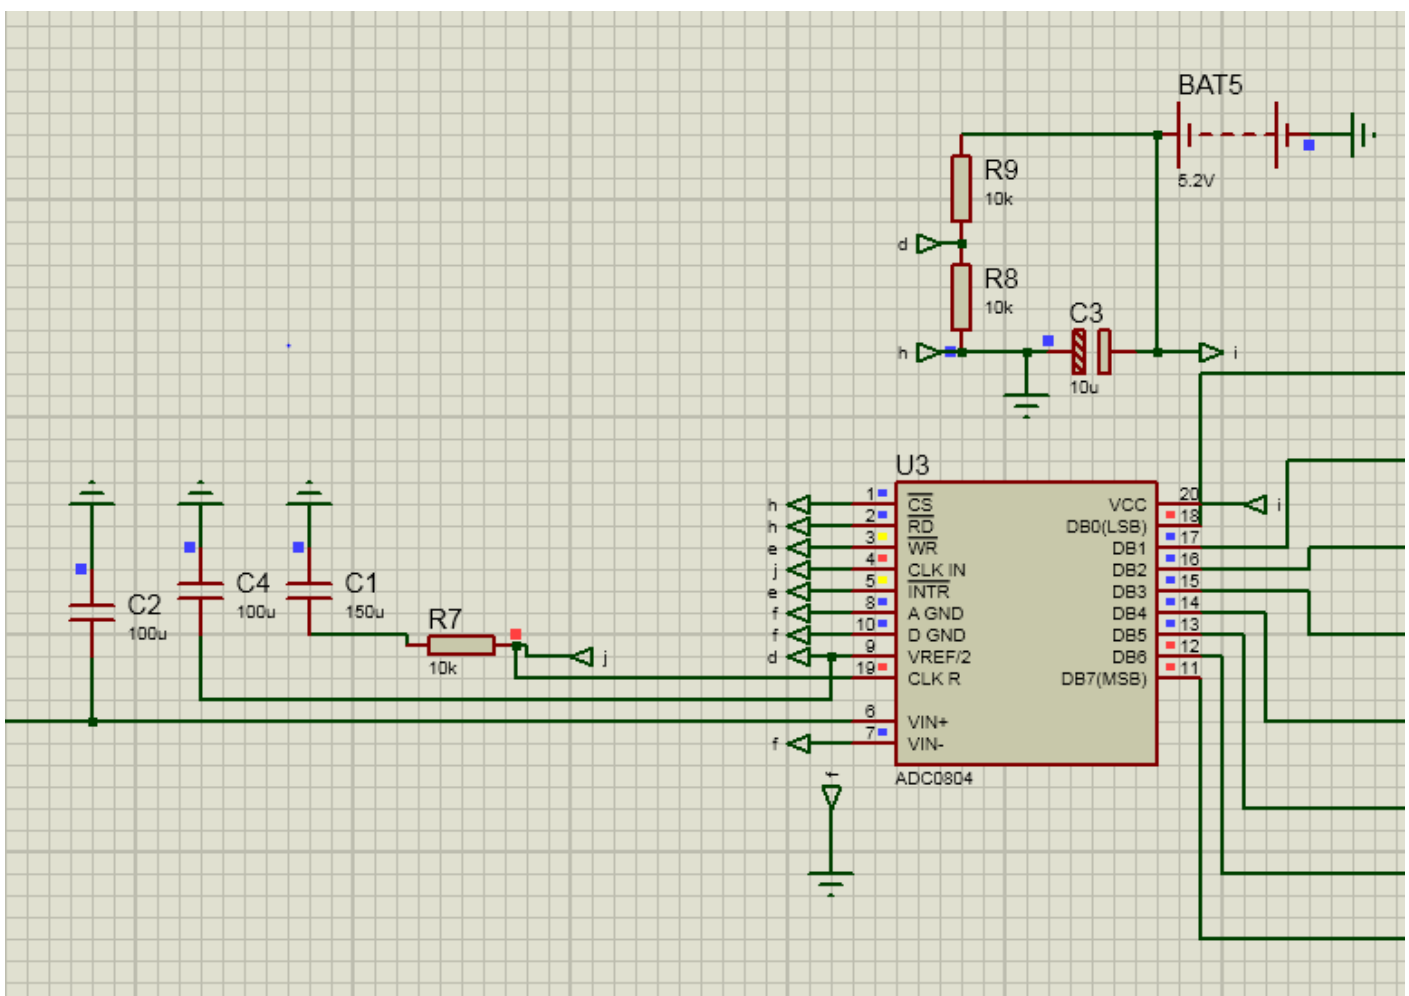 BAT5
5.2V
R9
10k
d
R8
10k
h
C3
10u
i
U3
h 1 CS
h 2 RD
e 3 WR
j 4 CLK IN
e 5 INTR
f 8 A GND
f 10 D GND
d 9 VREF/2
19 CLK R
6 VIN+
f 7 VIN-
VCC 20 i
DB0(LSB) 18
DB1 17
DB2 16
DB3 15
DB4 14
DB5 13
DB6 12
DB7(MSB) 11
ADC0804
f
C2
100u
C4
100u
C1
150u
R7
10k
j